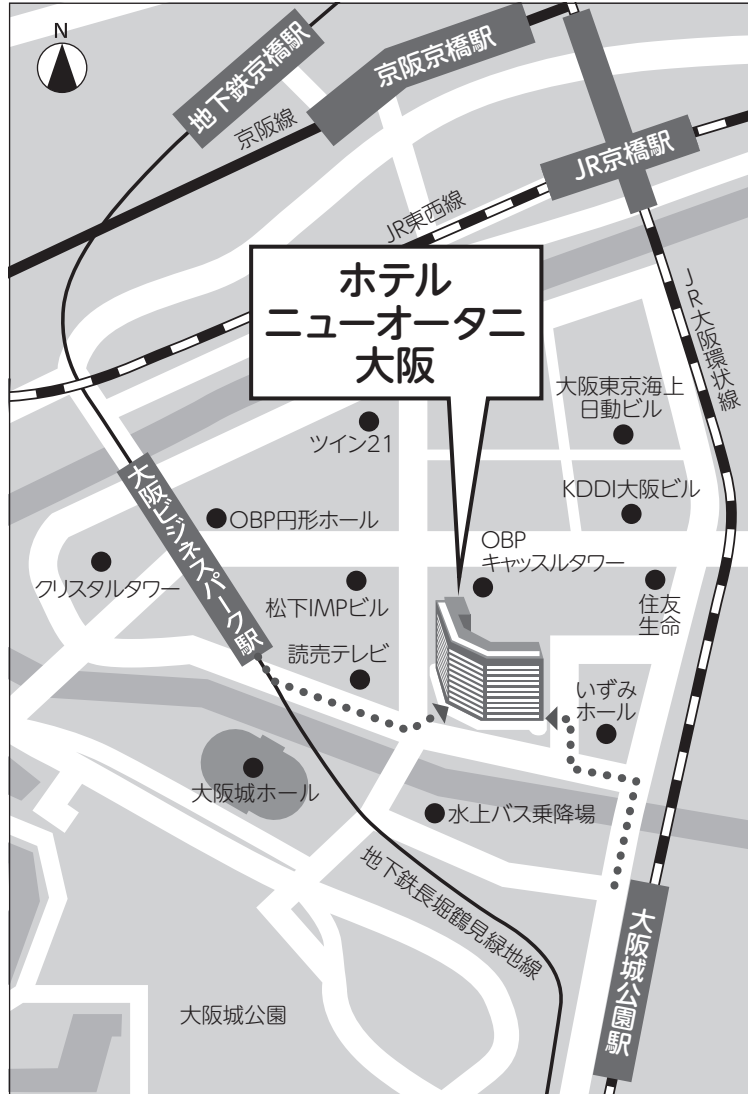 N
地下鉄京橋駅
京阪京橋駅
京阪線
JR京橋駅
JR東西線
ホテル
ニューオータニ
大阪
JR大阪環状線
大阪東京海上
日動ビル
ツイン21
大阪ビジネスパーク駅
KDDI大阪ビル
OBP円形ホール
OBP
キャッスルタワー
クリスタルタワー
松下IMPビル
住友
生命
読売テレビ
いずみ
ホール
大阪城ホール
水上バス乗降場
地下鉄長堀鶴見緑地線
大阪城公園駅
大阪城公園